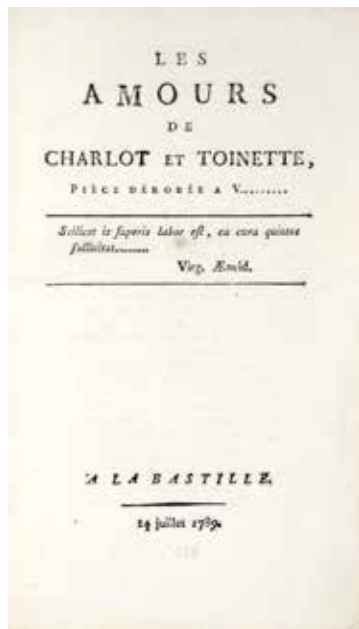 LES
AMOURS
DE
CHARLOT ET TOINETTE,
PIÈCE DÉROBÉE A V.........
Scilicet is ſuperis labor eſt, ea cura quietos
ſollicitat........
Virg. Æneid.
A LA BASTILLE.
14 juillet 1789.